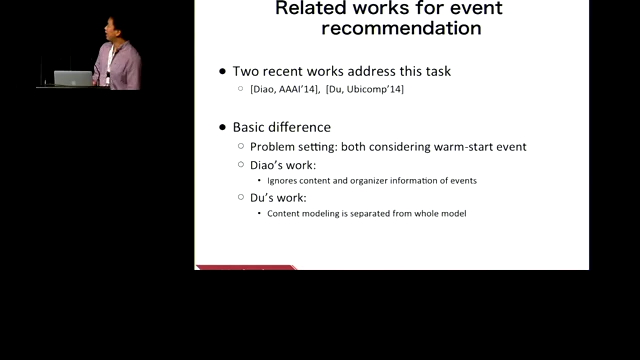 Related works for event
recommendation
● Two recent works address this task
○ [Diao, AAAI'14], [Du, Ubicomp'14]
● Basic difference
○ Problem setting: both considering warm-start event
○ Diao's work:
• Ignores content and organizer information of events
○ Du's work:
• Content modeling is separated from whole model